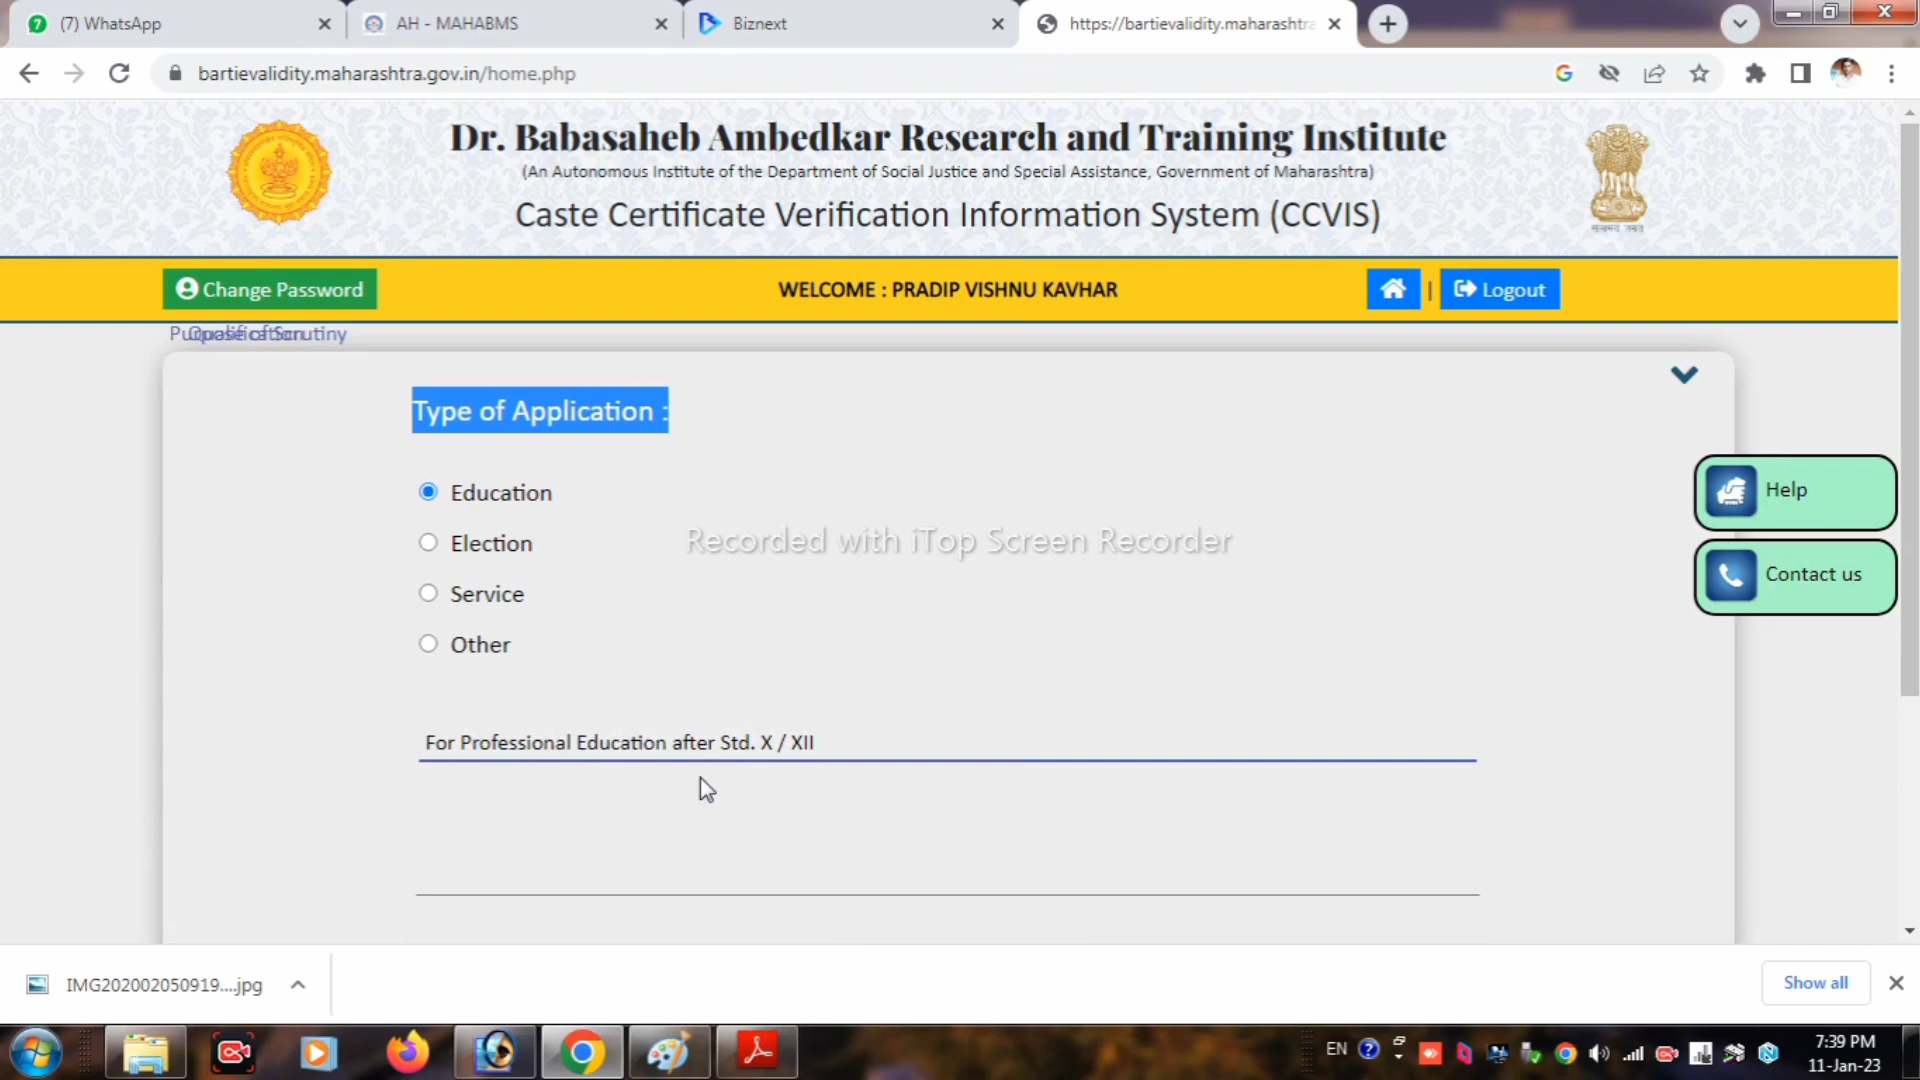 (7) WhatsApp
AH - MAHABMS
Biznext
https://bartievalidity.maharashtra
bartievalidity.maharashtra.gov.in/home.php
Dr. Babasaheb Ambedkar Research and Training Institute
(An Autonomous Institute of the Department of Social Justice and Special Assistance, Government of Maharashtra)
Caste Certificate Verification Information System (CCVIS)
Change Password
WELCOME : PRADIP VISHNU KAVHAR
| Logout
Purpose of Scrutiny
Qualification
Type of Application :
Education
Election
Service
Other
Recorded with iTop Screen Recorder
Help
Contact us
For Professional Education after Std. X / XII
IMG202002050919....jpg
Show all
EN
7:39 PM
11-Jan-23